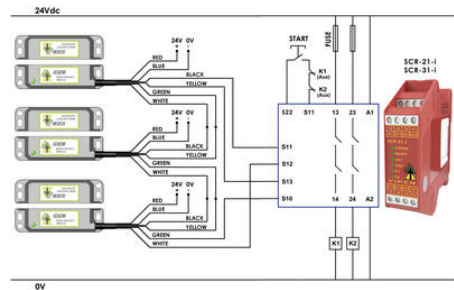 24Vdc
24V 0V
RED
BLUE
BLACK
YELLOW
GREEN
WHITE
24V 0V
RED
BLUE
BLACK
YELLOW
GREEN
WHITE
24V 0V
RED
BLUE
BLACK
YELLOW
GREEN
WHITE
START
FUSE
K1
(Aux)
K2
(Aux)
SCR-21-i
SCR-31-i
S22 S11 13 23 A1
S11
S12
S13
S10
14 24 A2
K1 K2
SCR-21-i
0V